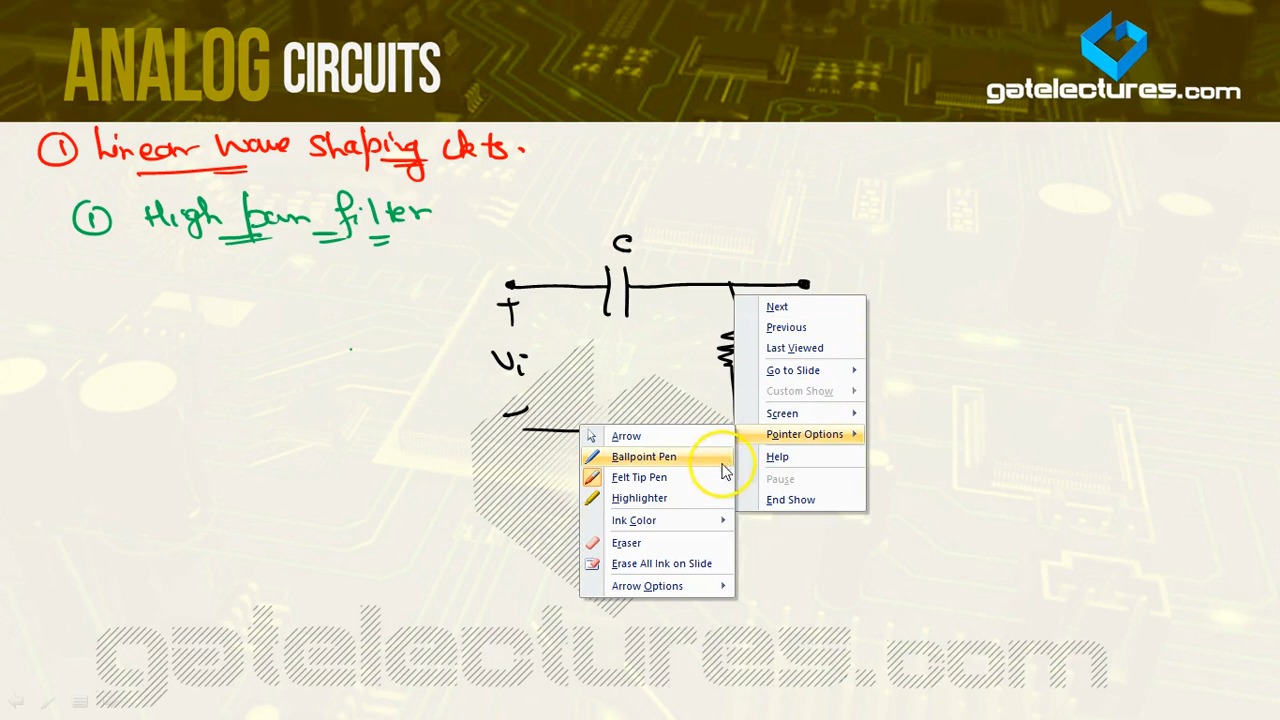 ANALOG CIRCUITS
gatelectures.com
① Linear wave shaping ckts.
① High pass filter
C
+
Vi
−
Next
Previous
Last Viewed
Go to Slide
Custom Show
Screen
Pointer Options
Help
Pause
End Show
Arrow
Ballpoint Pen
Felt Tip Pen
Highlighter
Ink Color
Eraser
Erase All Ink on Slide
Arrow Options
gatelectures.com